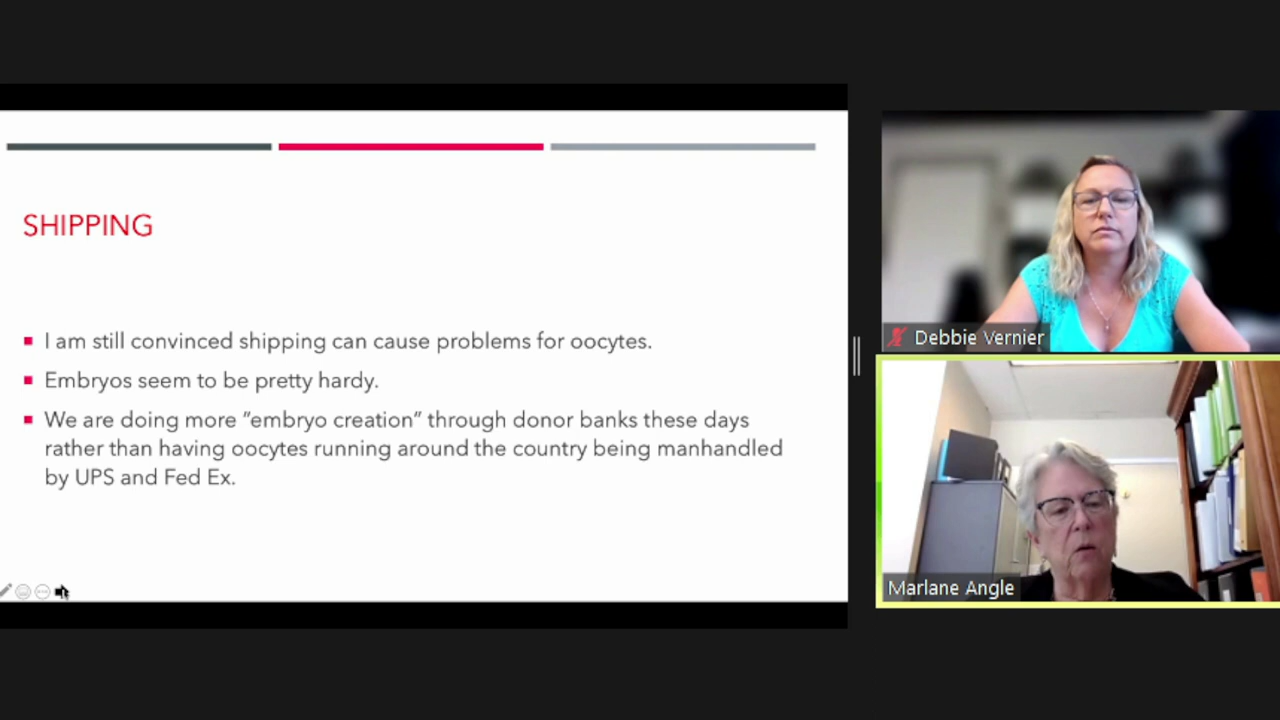 SHIPPING
I am still convinced shipping can cause problems for oocytes.
Embryos seem to be pretty hardy.
We are doing more ”embryo creation” through donor banks these days
rather than having oocytes running around the country being manhandled
by UPS and Fed Ex.
Debbie Vernier
Marlane Angle